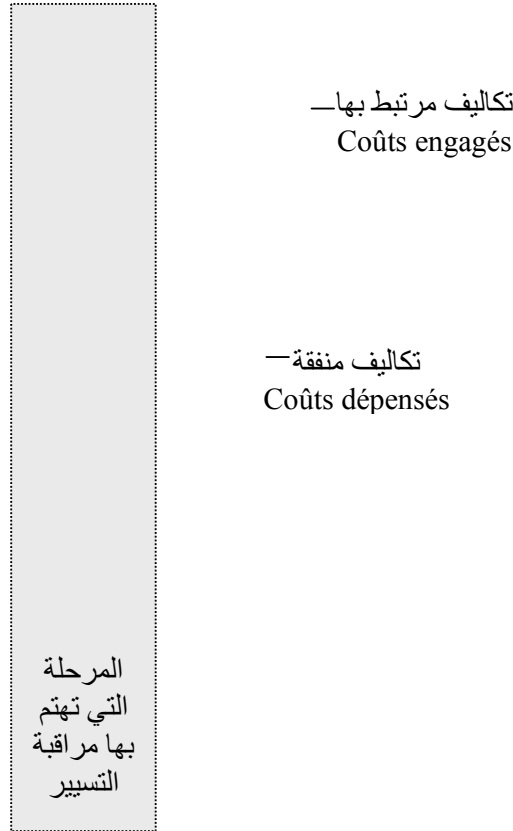 تكاليف مرتبط بها
Coûts engagés
تكاليف منفقة
Coûts dépensés
المرحلة
التي تهتم
بها مراقبة
التسيير